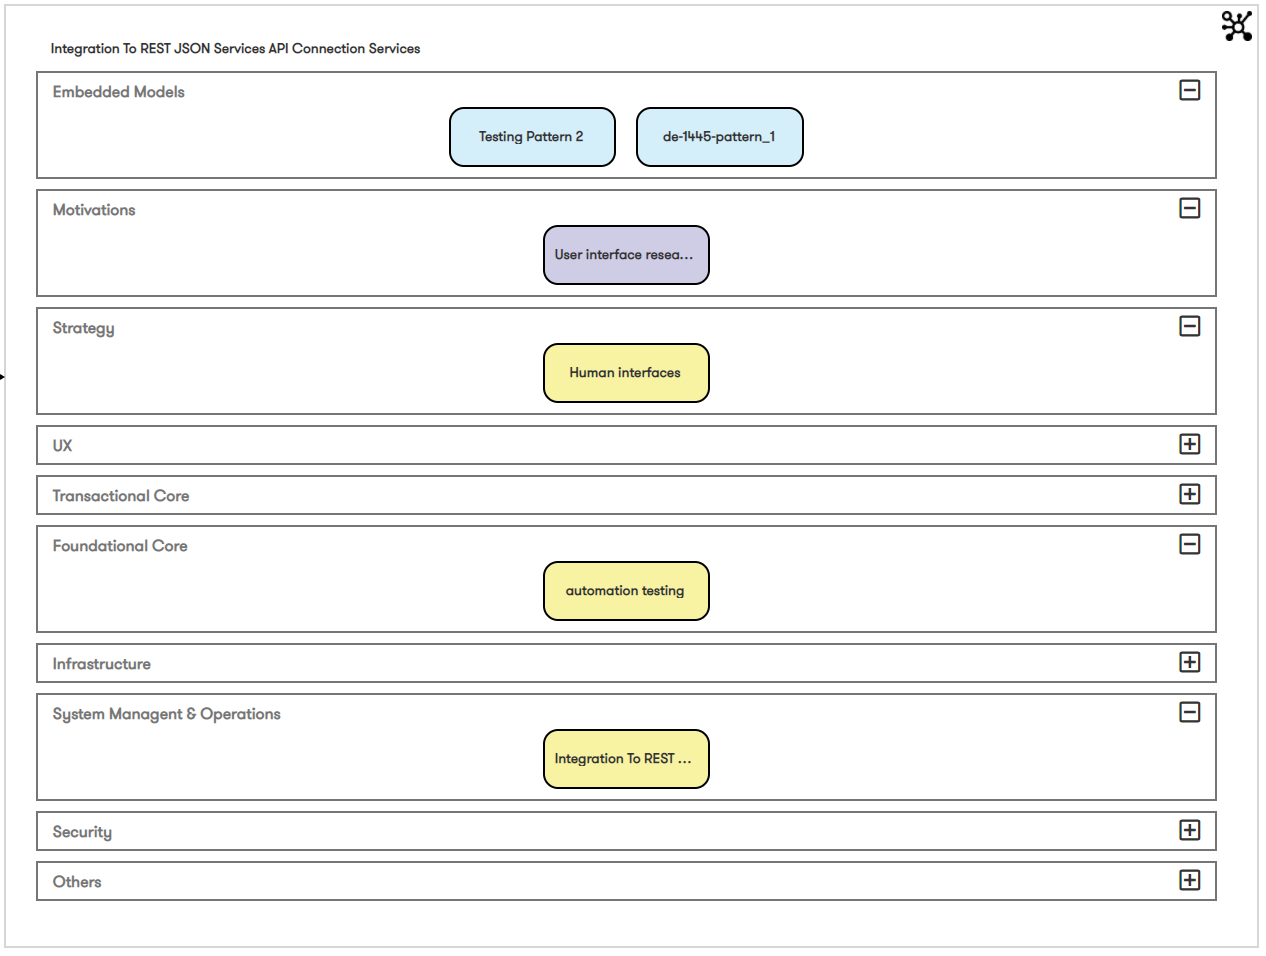 Integration To REST JSON Services API Connection Services
Embedded Models
Testing Pattern 2
de-1445-pattern_1
Motivations
User interface resea...
Strategy
Human interfaces
UX
Transactional Core
Foundational Core
automation testing
Infrastructure
System Managent & Operations
Integration To REST ...
Security
Others